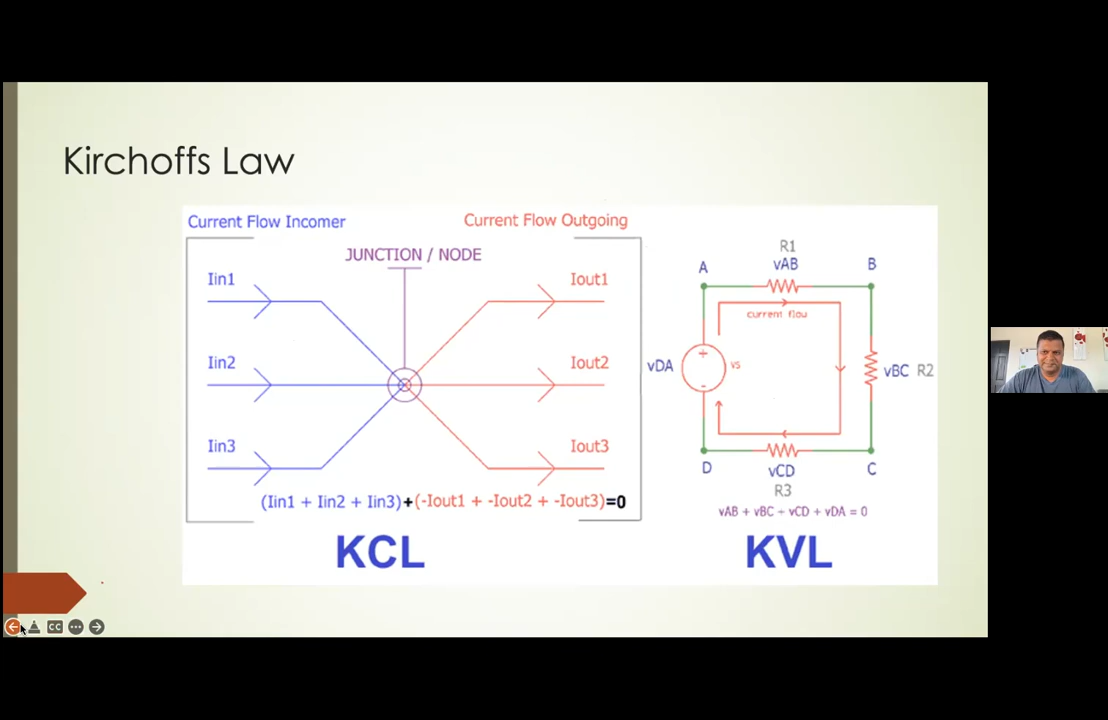 Kirchoffs Law
Current Flow Incomer
Current Flow Outgoing
JUNCTION / NODE
Iin1
Iout1
Iin2
Iout2
Iin3
Iout3
(Iin1 + Iin2 + Iin3)+(-Iout1 + -Iout2 + -Iout3)=0
KCL
R1
vAB
A
B
current flow
+
vDA
vs
-
vBC R2
D
vCD
C
R3
vAB + vBC + vCD + vDA = 0
KVL
CC